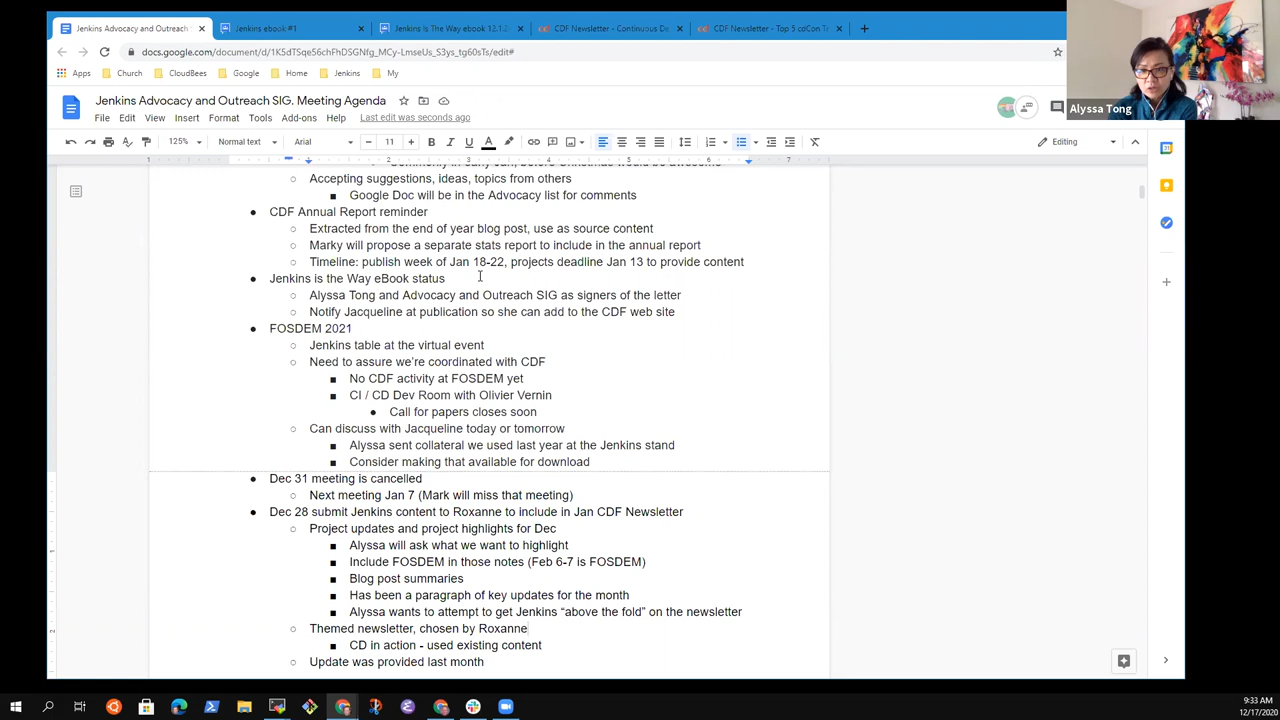 Jenkins Advocacy and Outreach
Jenkins ebook #1
Jenkins Is The Way ebook 12.1.2
CDF Newsletter - Continuous De
CDF Newsletter - Top 5 cdCon T
docs.google.com/document/d/1K5dTSqe56chFhDSGNfg_MCy-LmseUs_S3ys_tg60sTs/edit#
Apps
Church
CloudBees
Google
Home
Jenkins
My
Jenkins Advocacy and Outreach SIG. Meeting Agenda
File Edit View Insert Format Tools Add-ons Help
Last edit was seconds ago
Alyssa Tong
125% Normal text Arial 11 B I U A Editing
1 1 2 3 4 5 6 7
Accepting suggestions, ideas, topics from others
Google Doc will be in the Advocacy list for comments
CDF Annual Report reminder
Extracted from the end of year blog post, use as source content
Marky will propose a separate stats report to include in the annual report
Timeline: publish week of Jan 18-22, projects deadline Jan 13 to provide content
Jenkins is the Way eBook status
Alyssa Tong and Advocacy and Outreach SIG as signers of the letter
Notify Jacqueline at publication so she can add to the CDF web site
FOSDEM 2021
Jenkins table at the virtual event
Need to assure we're coordinated with CDF
No CDF activity at FOSDEM yet
CI / CD Dev Room with Olivier Vernin
Call for papers closes soon
Can discuss with Jacqueline today or tomorrow
Alyssa sent collateral we used last year at the Jenkins stand
Consider making that available for download
Dec 31 meeting is cancelled
Next meeting Jan 7 (Mark will miss that meeting)
Dec 28 submit Jenkins content to Roxanne to include in Jan CDF Newsletter
Project updates and project highlights for Dec
Alyssa will ask what we want to highlight
Include FOSDEM in those notes (Feb 6-7 is FOSDEM)
Blog post summaries
Has been a paragraph of key updates for the month
Alyssa wants to attempt to get Jenkins "above the fold" on the newsletter
Themed newsletter, chosen by Roxanne
CD in action - used existing content
Update was provided last month
9:33 AM
12/17/2020